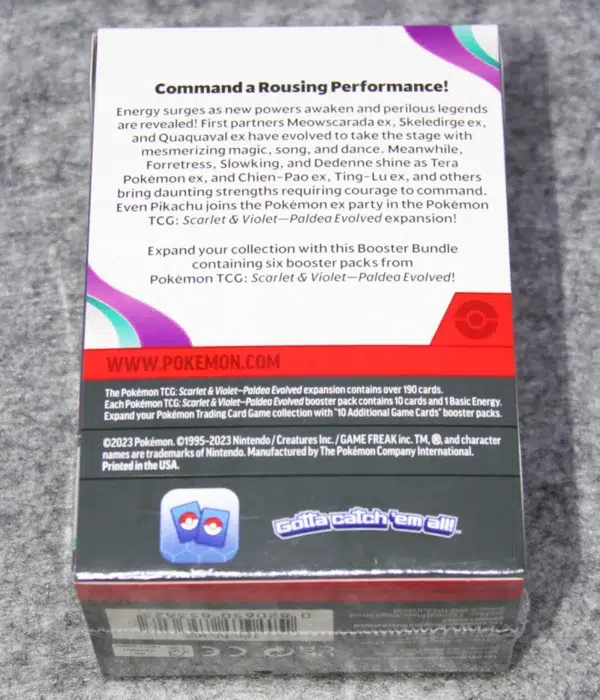 Command a Rousing Performance!
Energy surges as new powers awaken and perilous legends
are revealed! First partners Meowscarada ex, Skeledirge ex,
and Quaquaval ex have evolved to take the stage with
mesmerizing magic, song, and dance. Meanwhile,
Forretress, Slowking, and Dedenne shine as Tera
Pokémon ex, and Chien-Pao ex, Ting-Lu ex, and others
bring daunting strengths requiring courage to command.
Even Pikachu joins the Pokémon ex party in the Pokémon
TCG: Scarlet & Violet—Paldea Evolved expansion!
Expand your collection with this Booster Bundle
containing six booster packs from
Pokémon TCG: Scarlet & Violet—Paldea Evolved!
WWW.POKEMON.COM
The Pokémon TCG: Scarlet & Violet—Paldea Evolved expansion contains over 190 cards.
Each Pokémon TCG: Scarlet & Violet—Paldea Evolved booster pack contains 10 cards and 1 Basic Energy.
Expand your Pokémon Trading Card Game collection with "10 Additional Game Cards" booster packs.
©2023 Pokémon. ©1995-2023 Nintendo / Creatures Inc. / GAME FREAK inc. TM, ®, and character
names are trademarks of Nintendo. Manufactured by The Pokémon Company International.
Printed in the USA.
Gotta catch 'em all!™